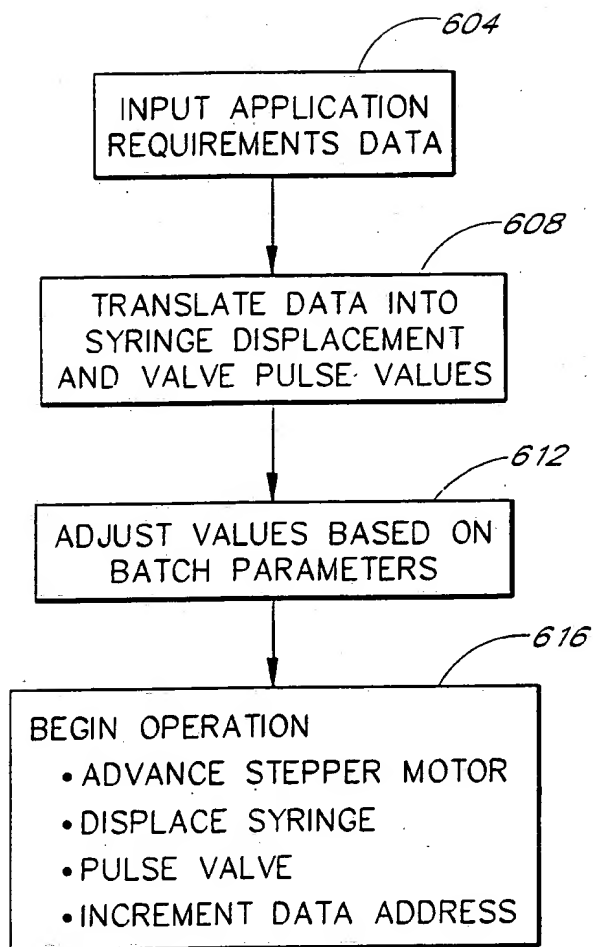 604
INPUT APPLICATION
REQUIREMENTS DATA
608
TRANSLATE DATA INTO
SYRINGE DISPLACEMENT
AND VALVE PULSE VALUES
612
ADJUST VALUES BASED ON
BATCH PARAMETERS
616
BEGIN OPERATION
• ADVANCE STEPPER MOTOR
• DISPLACE SYRINGE
• PULSE VALVE
• INCREMENT DATA ADDRESS